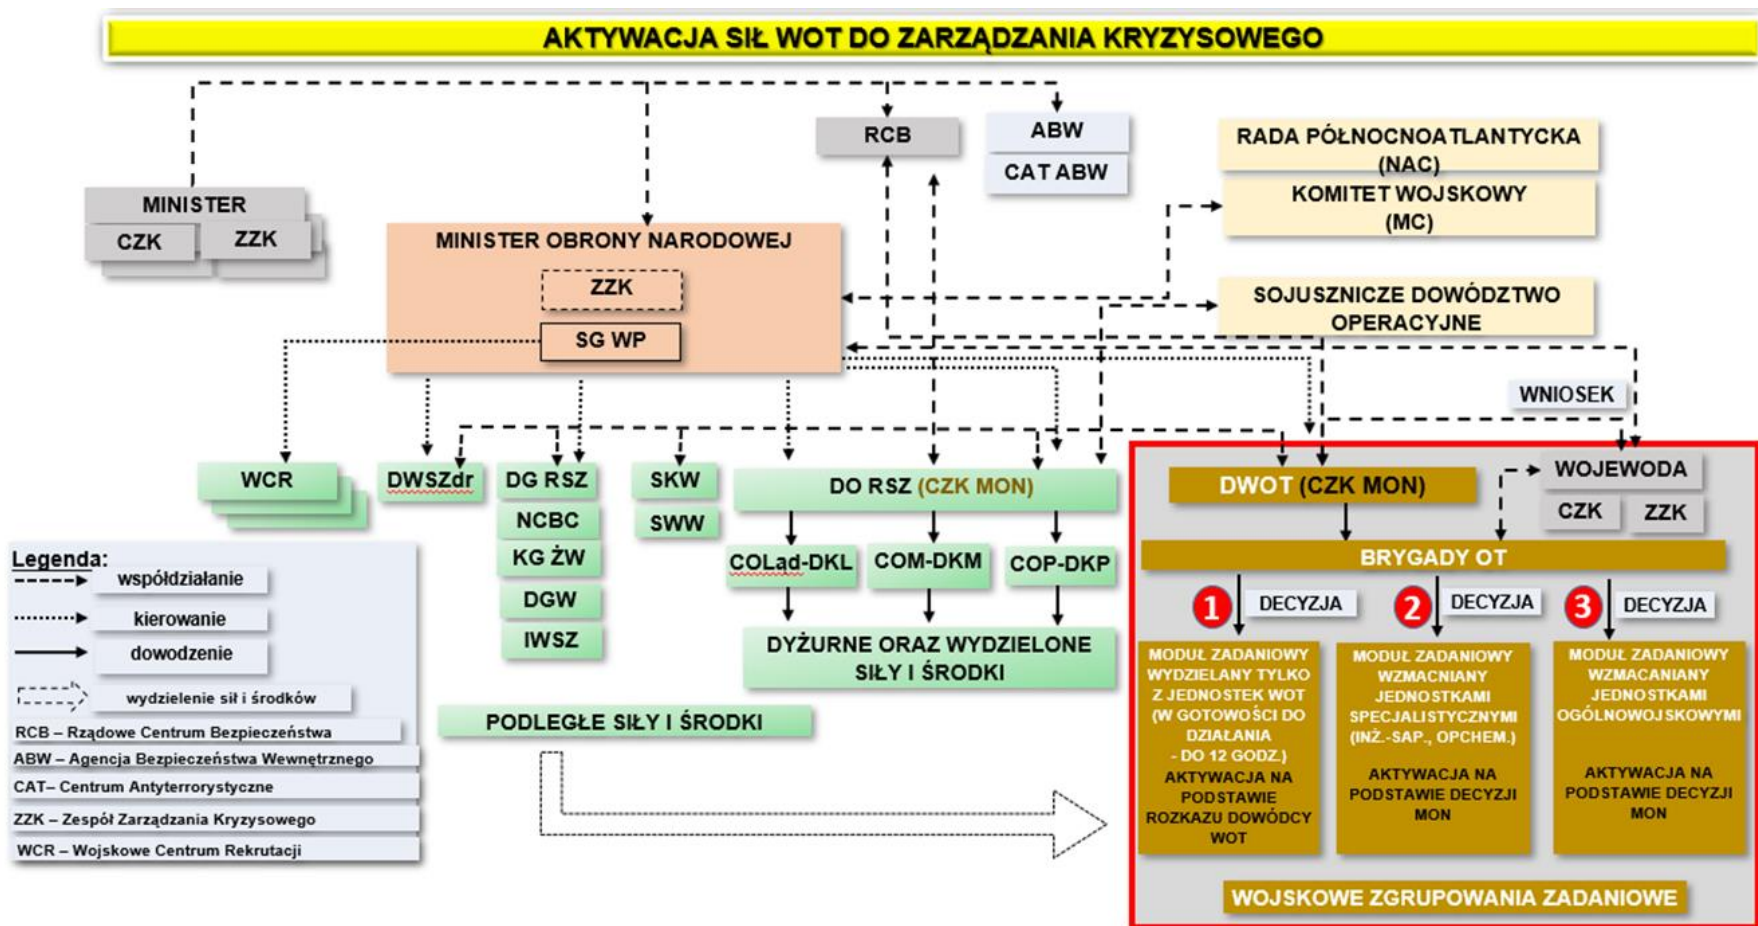 AKTYWACJA SIŁ WOT DO ZARZĄDZANIA KRYZYSOWEGO
RCB
ABW
CAT ABW
RADA PÓŁNOCNOATLANTYCKA
(NAC)
KOMITET WOJSKOWY
(MC)
MINISTER
CZK
ZZK
MINISTER OBRONY NARODOWEJ
ZZK
SG WP
SOJUSZNICZE DOWÓDZTWO
OPERACYJNE
WNIOSEK
WCR
DWSZdr
DG RSZ
NCBC
KG ŻW
DGW
IWSZ
SKW
SWW
DO RSZ (CZK MON)
COLąd-DKL
COM-DKM
COP-DKP
DYŻURNE ORAZ WYDZIELONE
SIŁY I ŚRODKI
PODLEGŁE SIŁY I ŚRODKI
DWOT (CZK MON)
WOJEWODA
CZK
ZZK
BRYGADY OT
1
DECYZJA
2
DECYZJA
3
DECYZJA
MODUŁ ZADANIOWY
WYDZIELANY TYLKO
Z JEDNOSTEK WOT
(W GOTOWOŚCI DO
DZIAŁANIA
- DO 12 GODZ.)
AKTYWACJA NA
PODSTAWIE
ROZKAZU DOWÓDCY
WOT
MODUŁ ZADANIOWY
WZMACNIANY
JEDNOSTKAMI
SPECJALISTYCZNYMI
(INŻ.-SAP., OPCHEM.)
AKTYWACJA NA
PODSTAWIE DECYZJI
MON
MODUŁ ZADANIOWY
WZMACANIANY
JEDNOSTKAMI
OGÓLNOWOJSKOWYMI
AKTYWACJA NA
PODSTAWIE DECYZJI
MON
WOJSKOWE ZGRUPOWANIA ZADANIOWE
Legenda:
współdziałanie
kierowanie
dowodzenie
wydzielenie sił i środków
RCB – Rządowe Centrum Bezpieczeństwa
ABW – Agencja Bezpieczeństwa Wewnętrznego
CAT– Centrum Antyterrorystyczne
ZZK – Zespół Zarządzania Kryzysowego
WCR – Wojskowe Centrum Rekrutacji